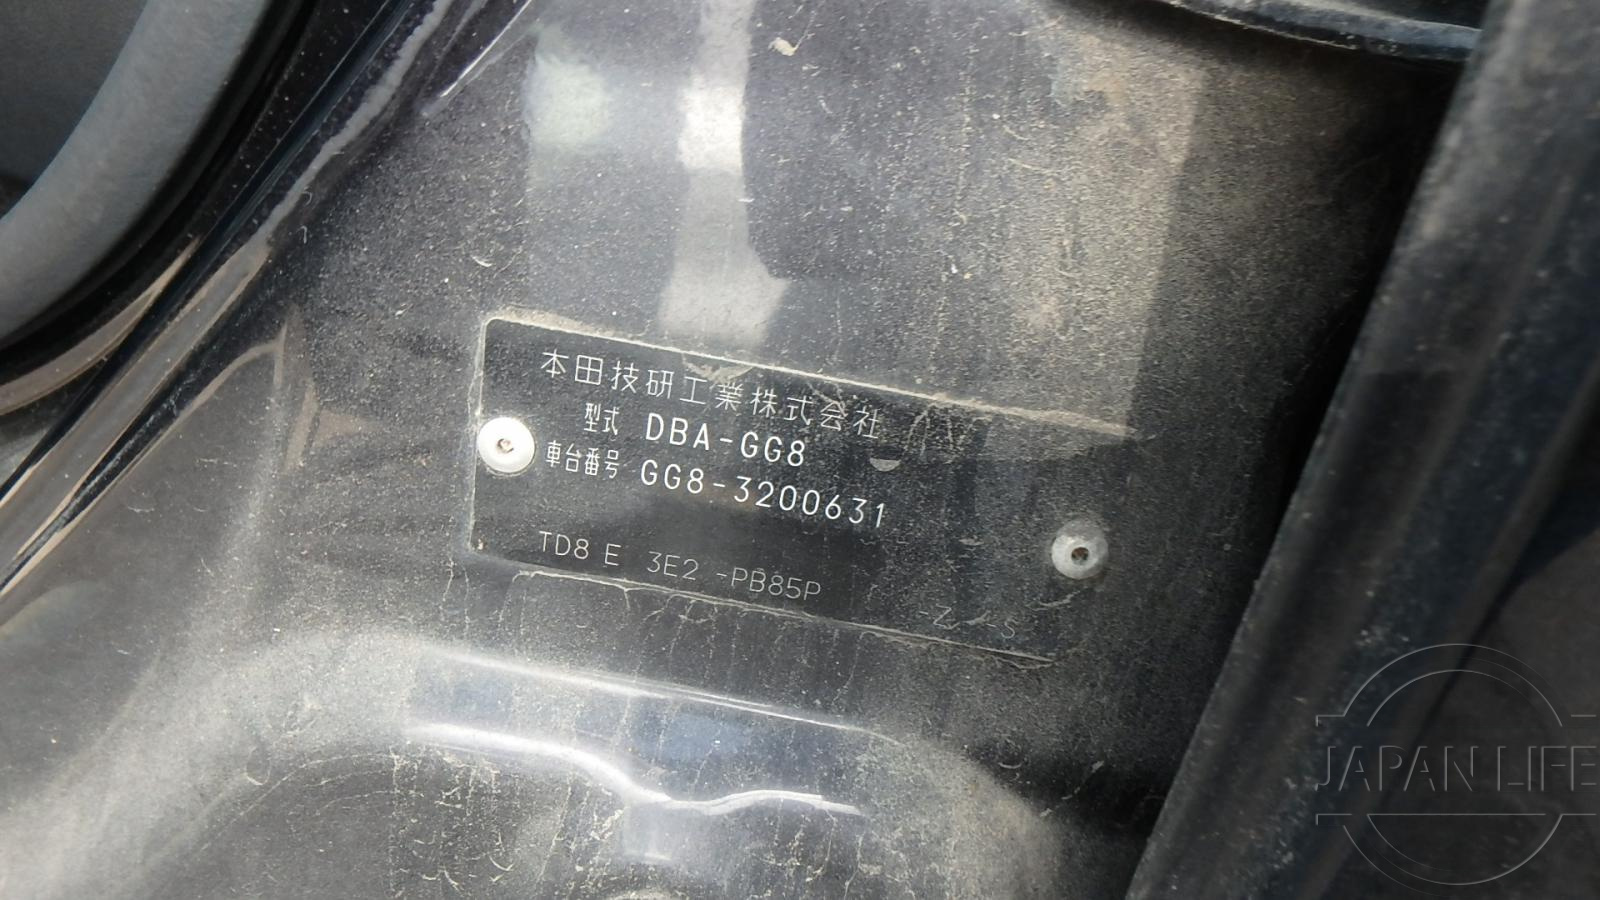 本田技研工業株式会社
型式 DBA-GG8
車台番号 GG8-3200631
TD8 E 3E2 -PB85P
-Z -S
JAPAN LIFE